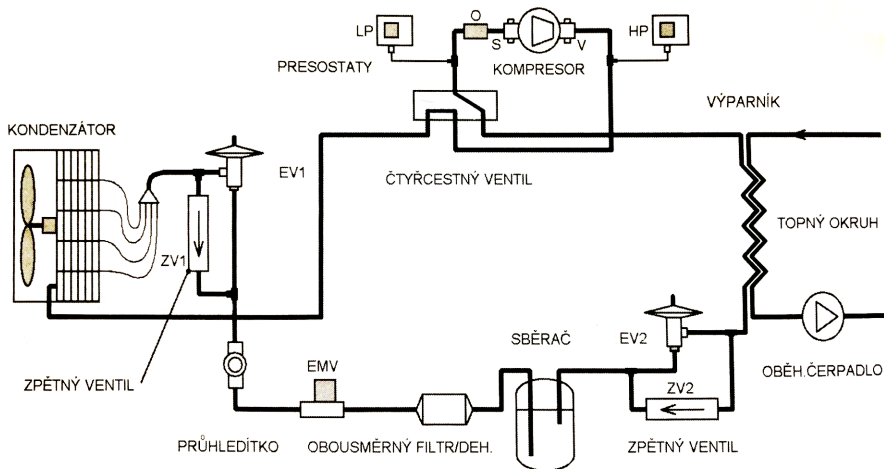 LP
O
HP
S
V
PRESOSTATY
KOMPRESOR
VÝPARNÍK
KONDENZÁTOR
EV1
ČTYŘCESTNÝ VENTIL
TOPNÝ OKRUH
ZV1
SBĚRAČ
EV2
ZPĚTNÝ VENTIL
EMV
OBĚH.ČERPADLO
ZV2
PRŮHLEDÍTKO
OBOUSMĚRNÝ FILTR/DEH.
ZPĚTNÝ VENTIL